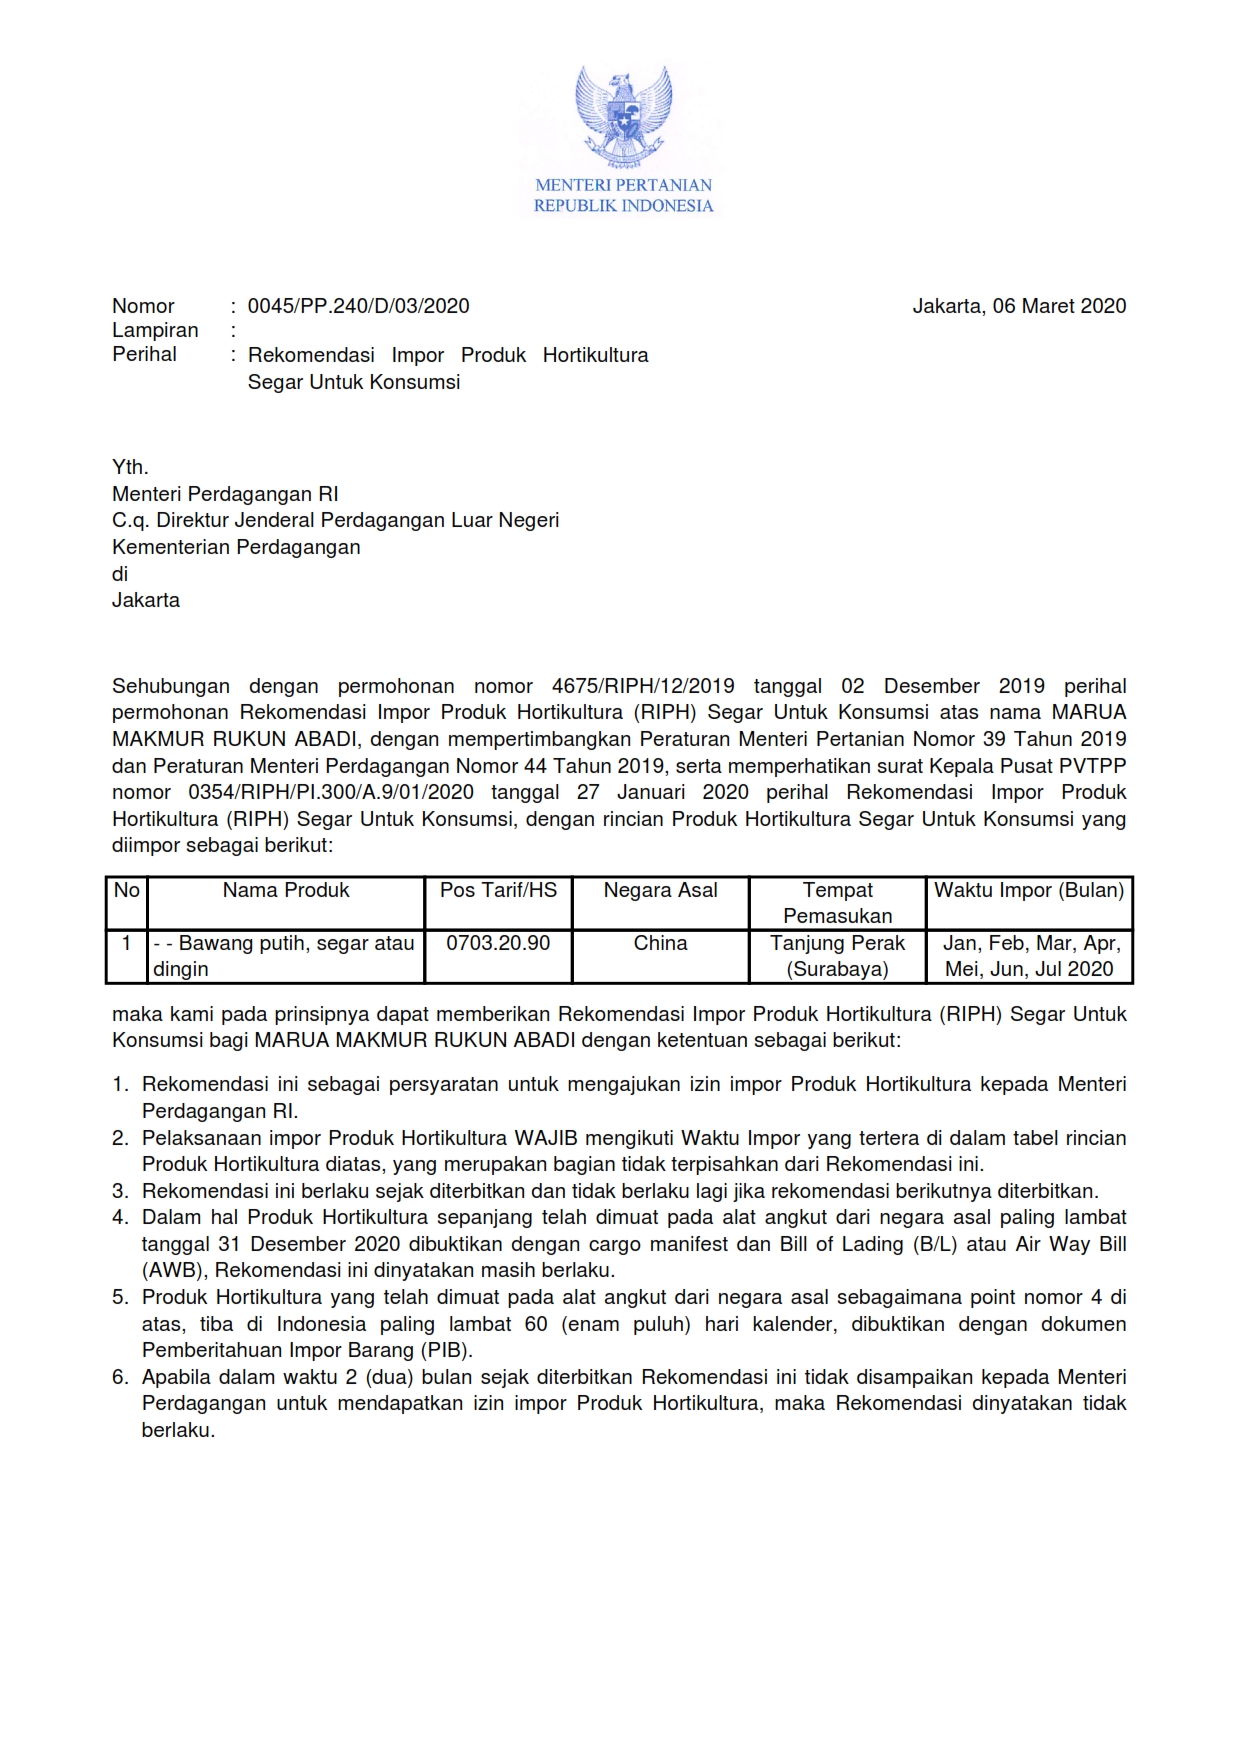 MENTERI PERTANIAN
REPUBLIK INDONESIA
Nomor : 0045/PP.240/D/03/2020 Jakarta, 06 Maret 2020
Lampiran :
Perihal : Rekomendasi Impor Produk Hortikultura
Segar Untuk Konsumsi
Yth.
Menteri Perdagangan RI
C.q. Direktur Jenderal Perdagangan Luar Negeri
Kementerian Perdagangan
di
Jakarta
Sehubungan dengan permohonan nomor 4675/RIPH/12/2019 tanggal 02 Desember 2019 perihal
permohonan Rekomendasi Impor Produk Hortikultura (RIPH) Segar Untuk Konsumsi atas nama MARUA
MAKMUR RUKUN ABADI, dengan mempertimbangkan Peraturan Menteri Pertanian Nomor 39 Tahun 2019
dan Peraturan Menteri Perdagangan Nomor 44 Tahun 2019, serta memperhatikan surat Kepala Pusat PVTPP
nomor 0354/RIPH/PI.300/A.9/01/2020 tanggal 27 Januari 2020 perihal Rekomendasi Impor Produk
Hortikultura (RIPH) Segar Untuk Konsumsi, dengan rincian Produk Hortikultura Segar Untuk Konsumsi yang
diimpor sebagai berikut:
No Nama Produk Pos Tarif/HS Negara Asal Tempat Waktu Impor (Bulan)
Pemasukan
1 - - Bawang putih, segar atau 0703.20.90 China Tanjung Perak Jan, Feb, Mar, Apr,
dingin (Surabaya) Mei, Jun, Jul 2020
maka kami pada prinsipnya dapat memberikan Rekomendasi Impor Produk Hortikultura (RIPH) Segar Untuk
Konsumsi bagi MARUA MAKMUR RUKUN ABADI dengan ketentuan sebagai berikut:
1. Rekomendasi ini sebagai persyaratan untuk mengajukan izin impor Produk Hortikultura kepada Menteri
Perdagangan RI.
2. Pelaksanaan impor Produk Hortikultura WAJIB mengikuti Waktu Impor yang tertera di dalam tabel rincian
Produk Hortikultura diatas, yang merupakan bagian tidak terpisahkan dari Rekomendasi ini.
3. Rekomendasi ini berlaku sejak diterbitkan dan tidak berlaku lagi jika rekomendasi berikutnya diterbitkan.
4. Dalam hal Produk Hortikultura sepanjang telah dimuat pada alat angkut dari negara asal paling lambat
tanggal 31 Desember 2020 dibuktikan dengan cargo manifest dan Bill of Lading (B/L) atau Air Way Bill
(AWB), Rekomendasi ini dinyatakan masih berlaku.
5. Produk Hortikultura yang telah dimuat pada alat angkut dari negara asal sebagaimana point nomor 4 di
atas, tiba di Indonesia paling lambat 60 (enam puluh) hari kalender, dibuktikan dengan dokumen
Pemberitahuan Impor Barang (PIB).
6. Apabila dalam waktu 2 (dua) bulan sejak diterbitkan Rekomendasi ini tidak disampaikan kepada Menteri
Perdagangan untuk mendapatkan izin impor Produk Hortikultura, maka Rekomendasi dinyatakan tidak
berlaku.